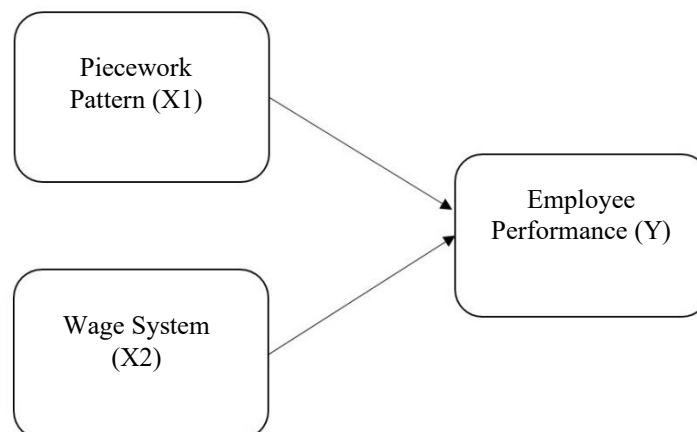 Piecework
Pattern (X1)
Employee
Performance (Y)
Wage System
(X2)